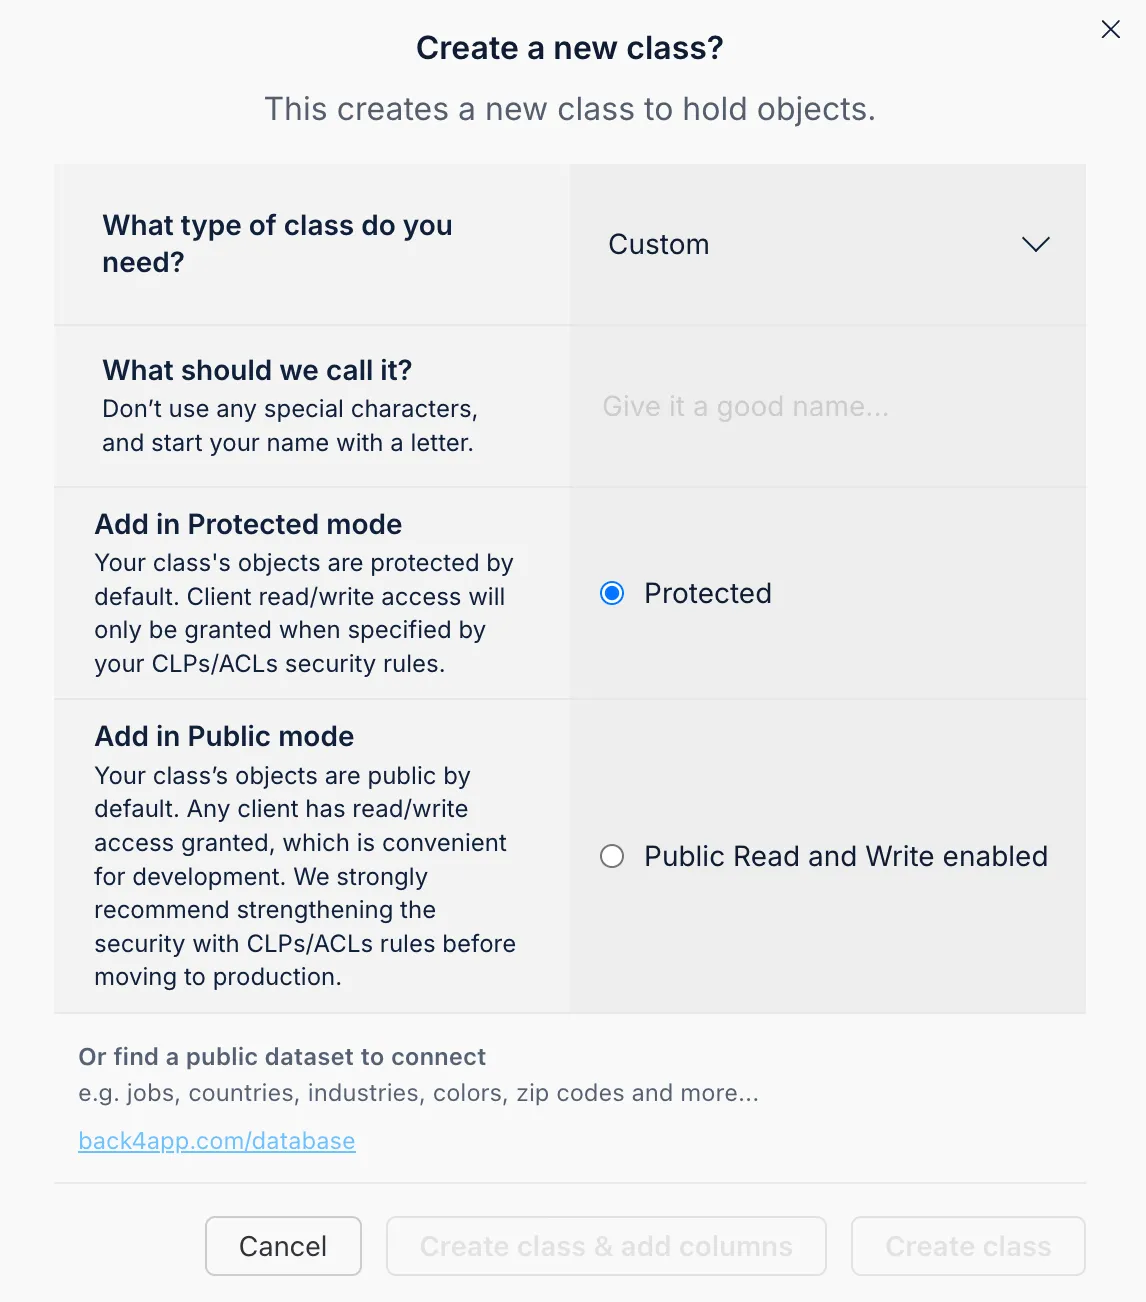 Create a new class?
This creates a new class to hold objects.
What type of class do you
need?
Custom
What should we call it?
Don’t use any special characters,
and start your name with a letter.
Give it a good name...
Add in Protected mode
Your class's objects are protected by
default. Client read/write access will
only be granted when specified by
your CLPs/ACLs security rules.
Protected
Add in Public mode
Your class’s objects are public by
default. Any client has read/write
access granted, which is convenient
for development. We strongly
recommend strengthening the
security with CLPs/ACLs rules before
moving to production.
Public Read and Write enabled
Or find a public dataset to connect
e.g. jobs, countries, industries, colors, zip codes and more...
back4app.com/database
Cancel
Create class & add columns
Create class